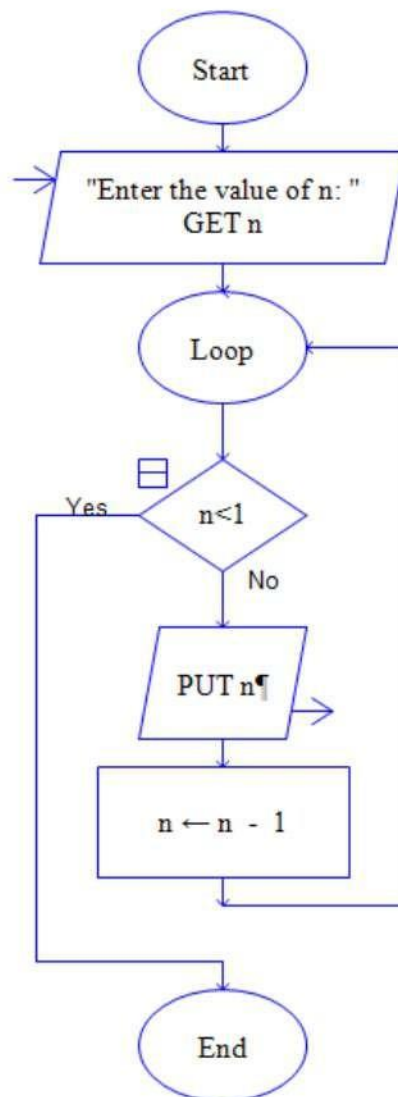 Start
"Enter the value of n: "
GET n
Loop
Yes
n<1
No
PUT n¶
n ← n - 1
End